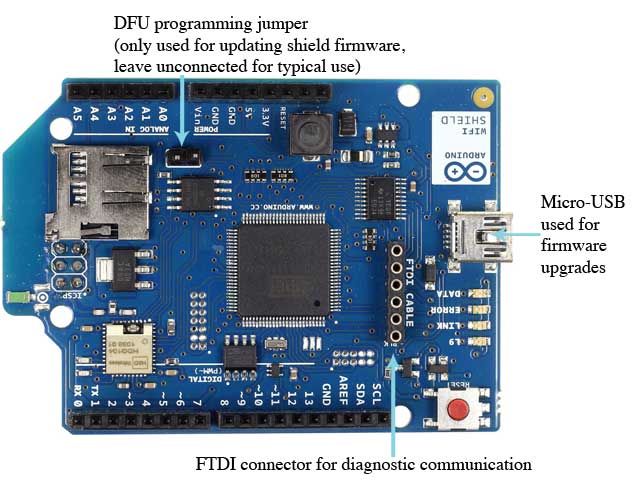 DFU programming jumper
(only used for updating shield firmware,
leave unconnected for typical use)
A5
A4
A3
A2
A1
A0
ANALOG IN
Vin
GND
GND
5V
3.3V
RESET
POWER
WIFI
SHIELD
ARDUINO
WWW.ARDUINO.CC
Micro-USB
used for
firmware
upgrades
FTDI CABLE
DATA
ERROR
LINK
L9
ICSP
HDG104
DIGITAL
(PWM~)
RX 0
TX 1
2
~3
4
~5
~6
7
8
~9
~10
~11
12
13
GND
AREF
SDA
SCL
RESET
FTDI connector for diagnostic communication